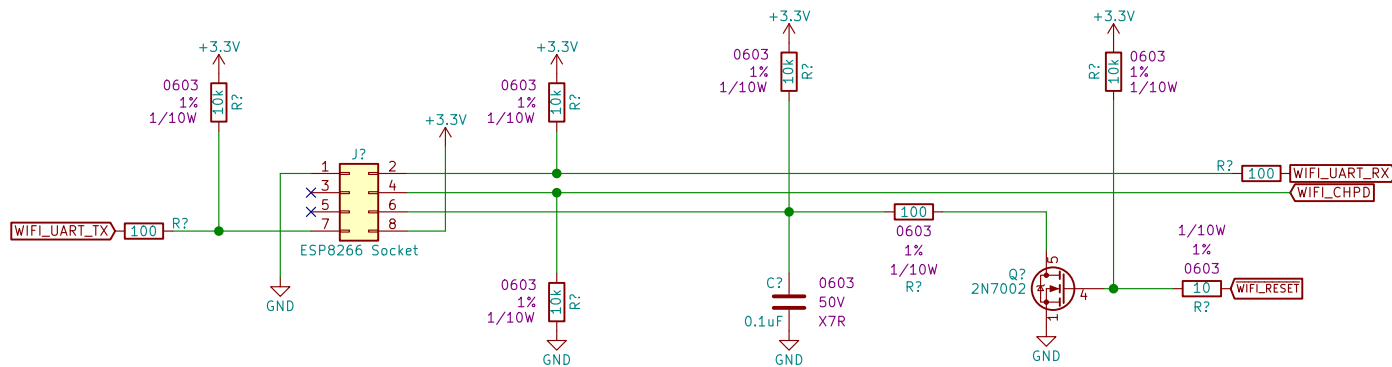 +3.3V
0603
1%
1/10W
10k
R?
+3.3V
0603
1%
1/10W
10k
R?
+3.3V
0603
1%
1/10W
10k
R?
+3.3V
10k
R?
0603
1%
1/10W
+3.3V
J?
1
2
3
4
5
6
7
8
ESP8266 Socket
WIFI_UART_TX
100
R?
GND
R?
100
WIFI_UART_RX
WIFI_CHPD
100
0603
1%
1/10W
R?
0603
1%
1/10W
10k
R?
GND
C?
0.1uF
0603
50V
X7R
GND
Q?
2N7002
5
4
1
GND
1/10W
1%
0603
10
R?
WIFI_RESET